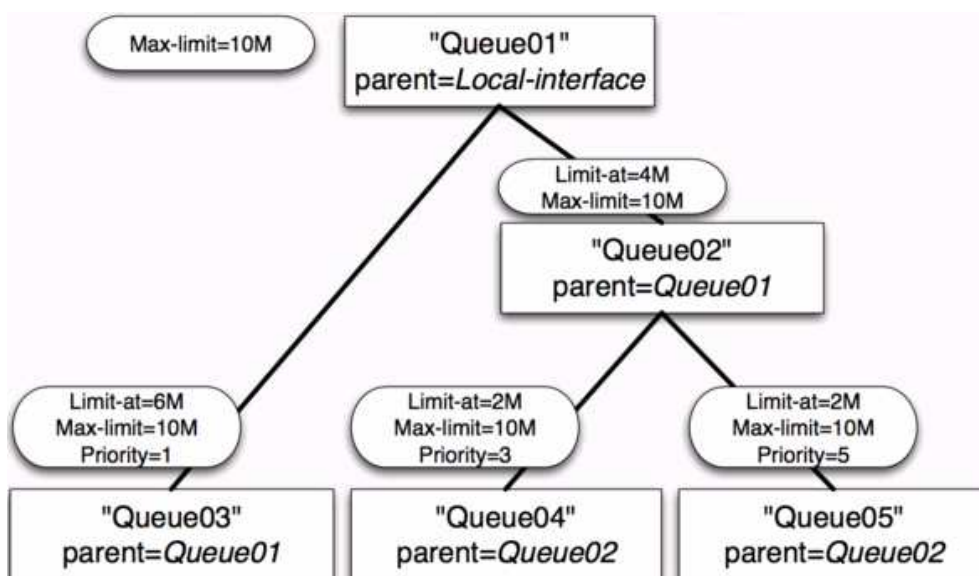 Max-limit=10M
"Queue01"
parent=Local-interface
Limit-at=4M
Max-limit=10M
"Queue02"
parent=Queue01
Limit-at=6M
Max-limit=10M
Priority=1
Limit-at=2M
Max-limit=10M
Priority=3
Limit-at=2M
Max-limit=10M
Priority=5
"Queue03"
parent=Queue01
"Queue04"
parent=Queue02
"Queue05"
parent=Queue02